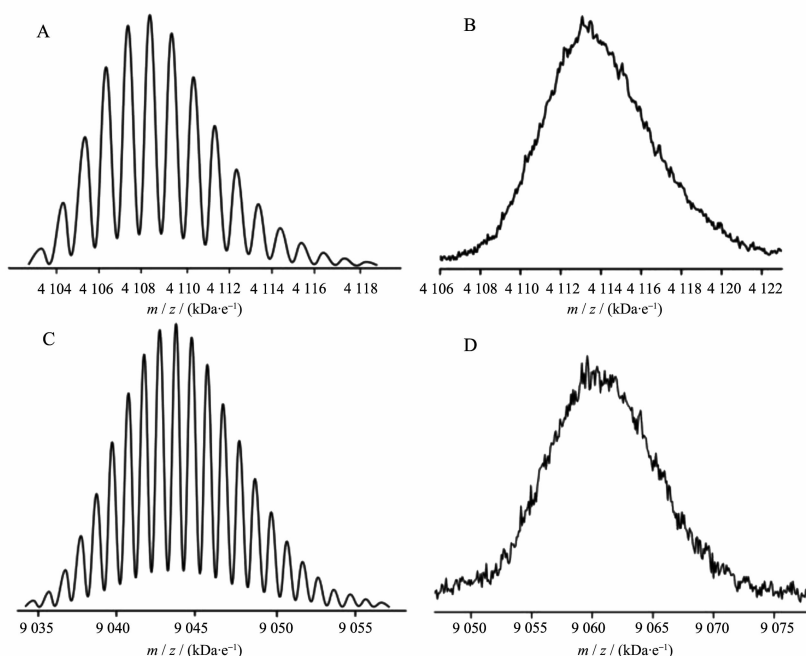 A
B
4 104 4 106 4 108 4 110 4 112 4 114 4 116 4 118
m / z / (kDa·e⁻¹)
4 106 4 108 4 110 4 112 4 114 4 116 4 118 4 120 4 122
m / z / (kDa·e⁻¹)
C
D
9 035 9 040 9 045 9 050 9 055
m / z / (kDa·e⁻¹)
9 050 9 055 9 060 9 065 9 070 9 075
m / z / (kDa·e⁻¹)